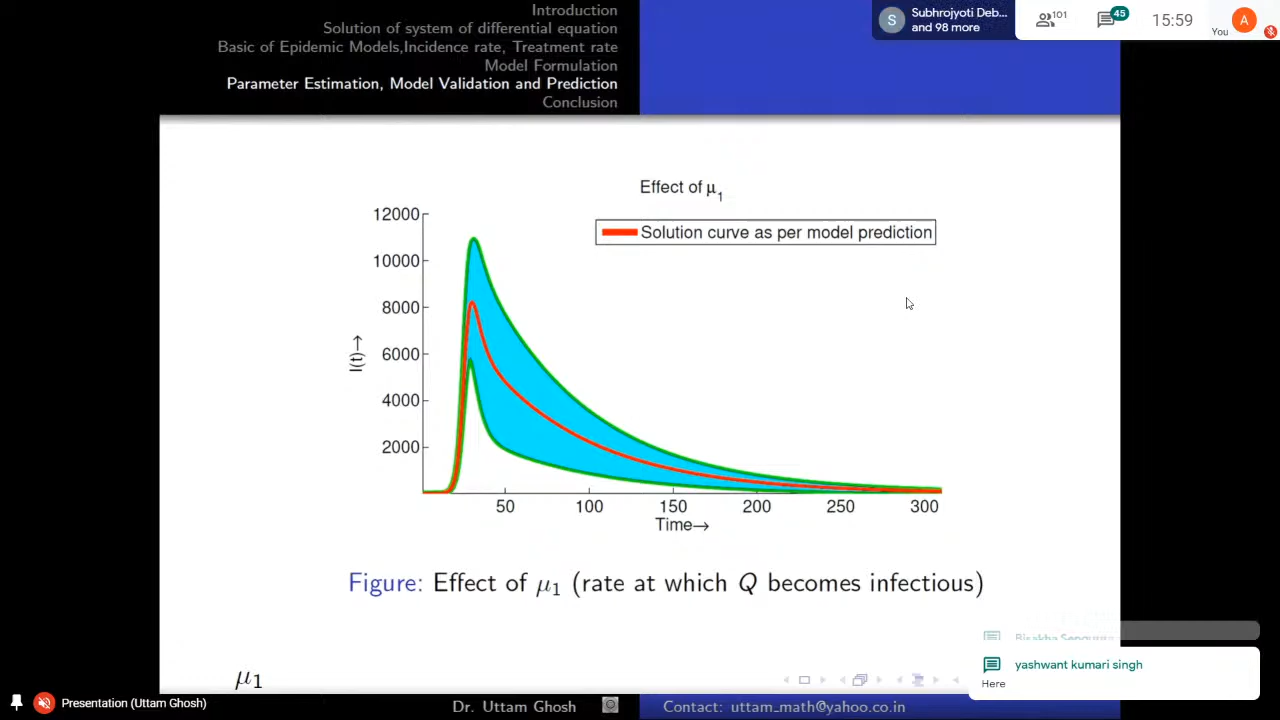 Introduction
Solution of system of differential equation
Basic of Epidemic Models,Incidence rate, Treatment rate
Model Formulation
Parameter Estimation, Model Validation and Prediction
Conclusion
S
Subhrojyoti Deb...
and 98 more
101
45
15:59
A
You
Effect of μ1
Solution curve as per model prediction
12000
10000
8000
6000
4000
2000
I(t)→
50 100 150 200 250 300
Time→
Figure: Effect of μ1 (rate at which Q becomes infectious)
μ1
Bisakha Sengupta
yashwant kumari singh
Here
Presentation (Uttam Ghosh)
Dr. Uttam Ghosh
Contact: uttam_math@yahoo.co.in